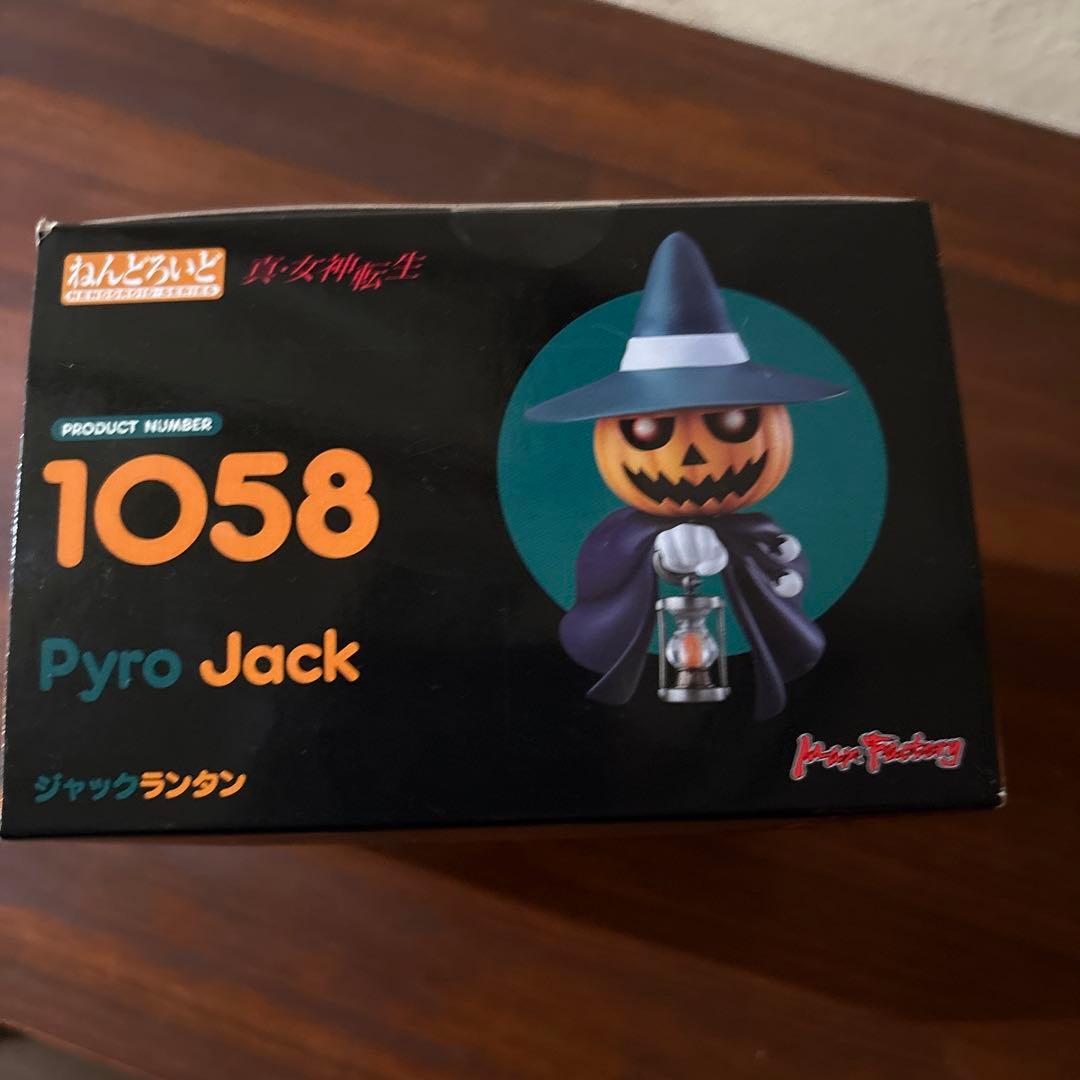 ねんどろいど
NENDOROID SERIES
真・女神転生
PRODUCT NUMBER
1058
Pyro Jack
ジャックランタン
Max Factory